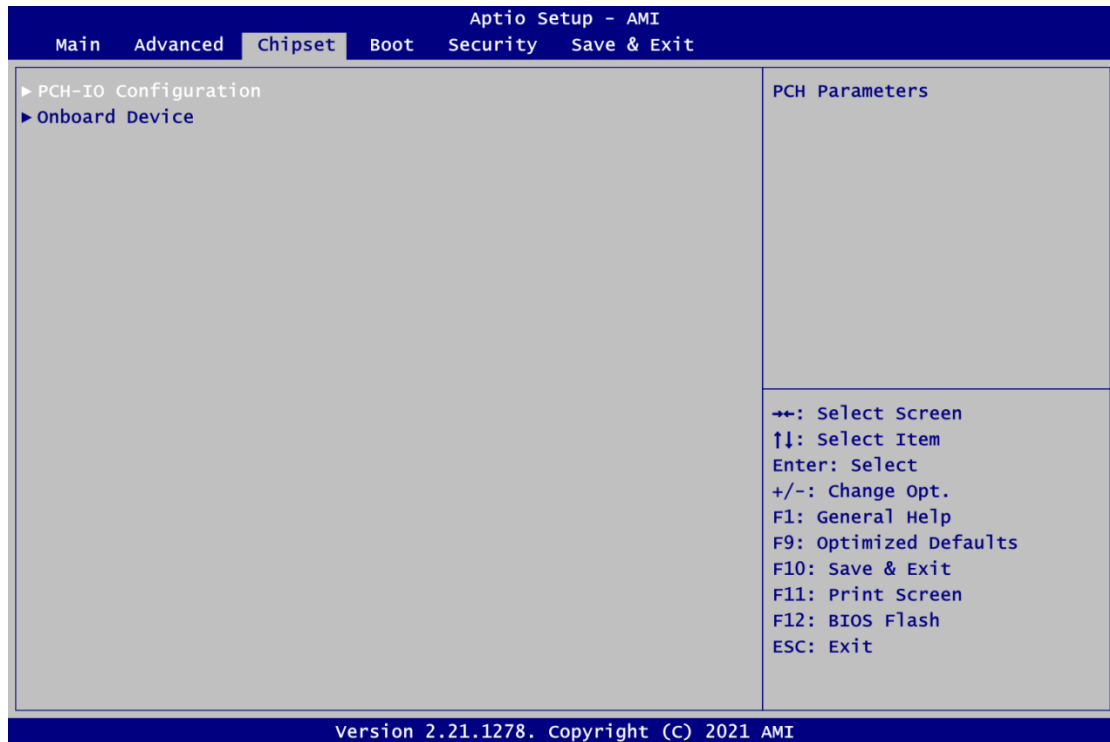 Aptio Setup - AMI
Main Advanced Chipset Boot Security Save & Exit
▶ PCH-IO Configuration
▶ Onboard Device
PCH Parameters
→←: Select Screen
↑↓: Select Item
Enter: Select
+/-: Change Opt.
F1: General Help
F9: Optimized Defaults
F10: Save & Exit
F11: Print Screen
F12: BIOS Flash
ESC: Exit
Version 2.21.1278. Copyright (C) 2021 AMI